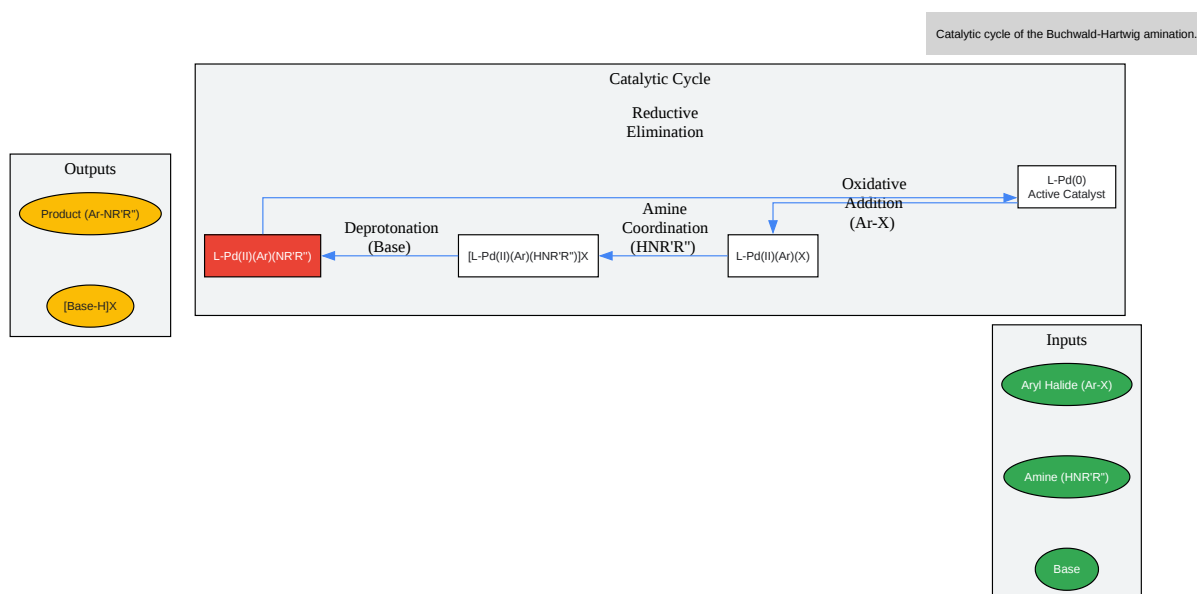 Catalytic cycle of the Buchwald-Hartwig amination.
Catalytic Cycle
Reductive
Elimination
Outputs
Product (Ar-NR'R")
[Base-H]X
L-Pd(0)
Active Catalyst
Oxidative
Addition
(Ar-X)
Amine
Coordination
(HNR'R")
Deprotonation
(Base)
L-Pd(II)(Ar)(NR'R")
[L-Pd(II)(Ar)(HNR'R")]X
L-Pd(II)(Ar)(X)
Inputs
Aryl Halide (Ar-X)
Amine (HNR'R")
Base